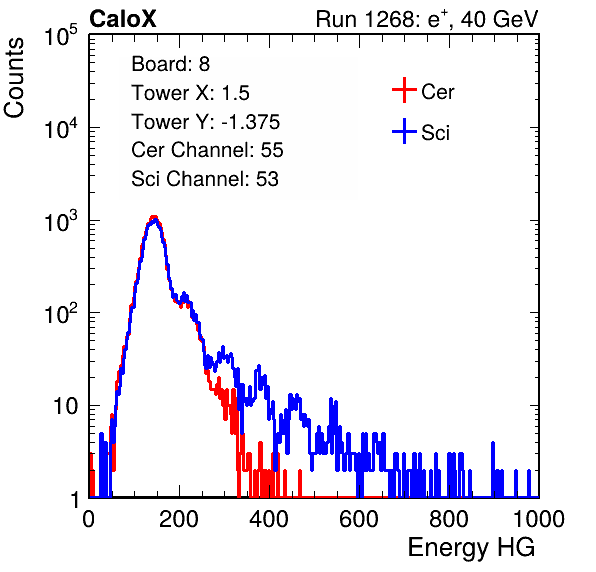 CaloX Run 1268: e⁺, 40 GeV
Counts
10⁵
10⁴
10³
10²
10
1
Board: 8
Tower X: 1.5
Tower Y: -1.375
Cer Channel: 55
Sci Channel: 53
Cer
Sci
0 200 400 600 800 1000
Energy HG